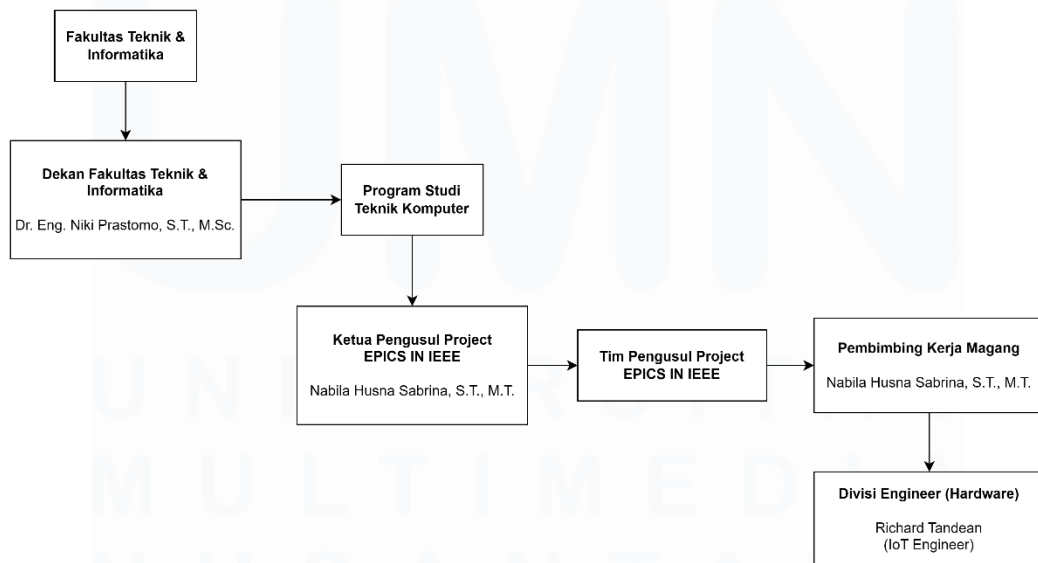 Fakultas Teknik &
Informatika
Dekan Fakultas Teknik &
Informatika
Dr. Eng. Niki Prastomo, S.T., M.Sc.
Program Studi
Teknik Komputer
Ketua Pengusul Project
EPICS IN IEEE
Nabila Husna Sabrina, S.T., M.T.
Tim Pengusul Project
EPICS IN IEEE
Pembimbing Kerja Magang
Nabila Husna Sabrina, S.T., M.T.
Divisi Engineer (Hardware)
Richard Tandean
(IoT Engineer)
UMN
MULTIMEDIA